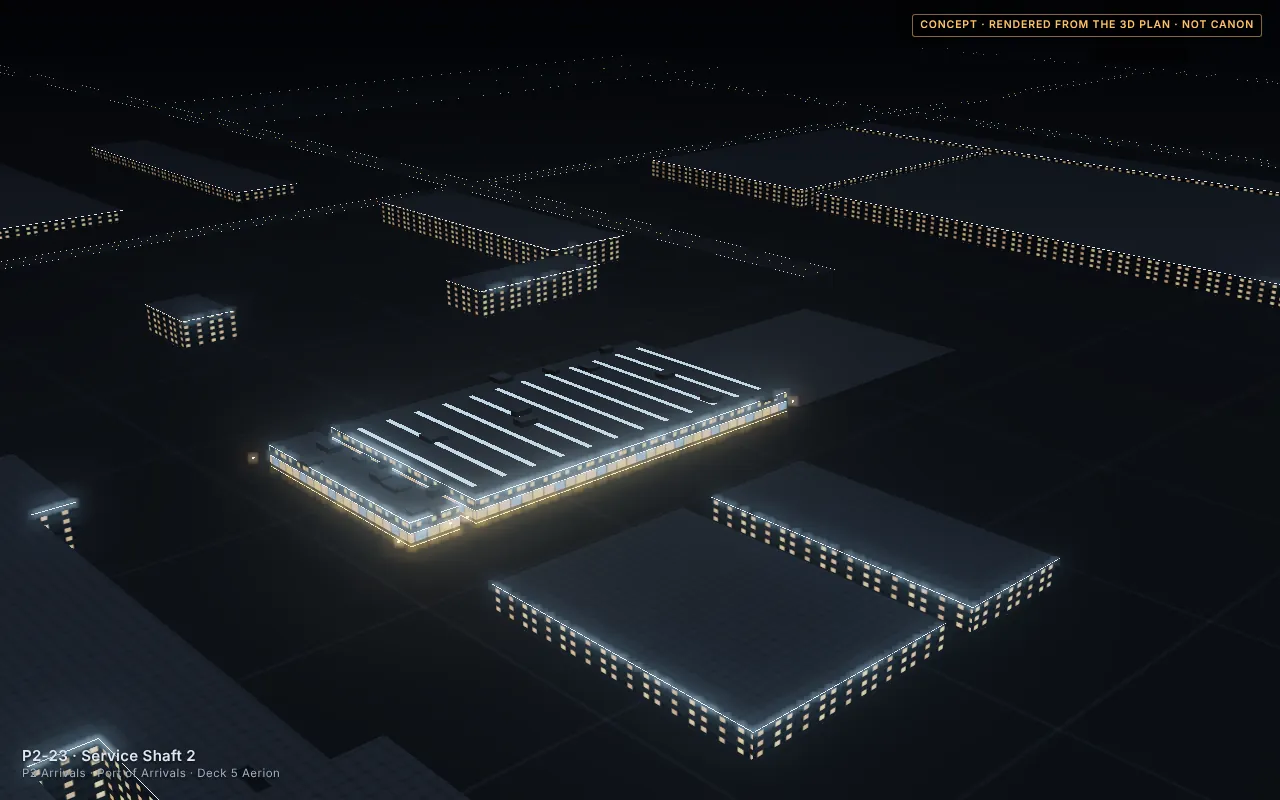 CONCEPT · RENDERED FROM THE 3D PLAN · NOT CANON
P2-23 · Service Shaft 2
P2 Arrivals · Port of Arrivals · Deck 5 Aerion